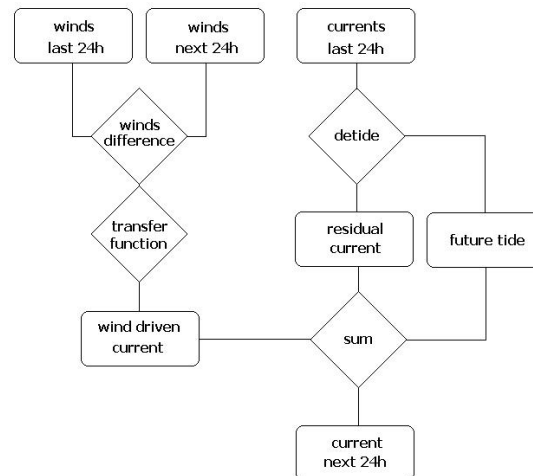 winds
last 24h
winds
next 24h
currents
last 24h
winds
difference
detide
transfer
function
residual
current
future tide
wind driven
current
sum
current
next 24h